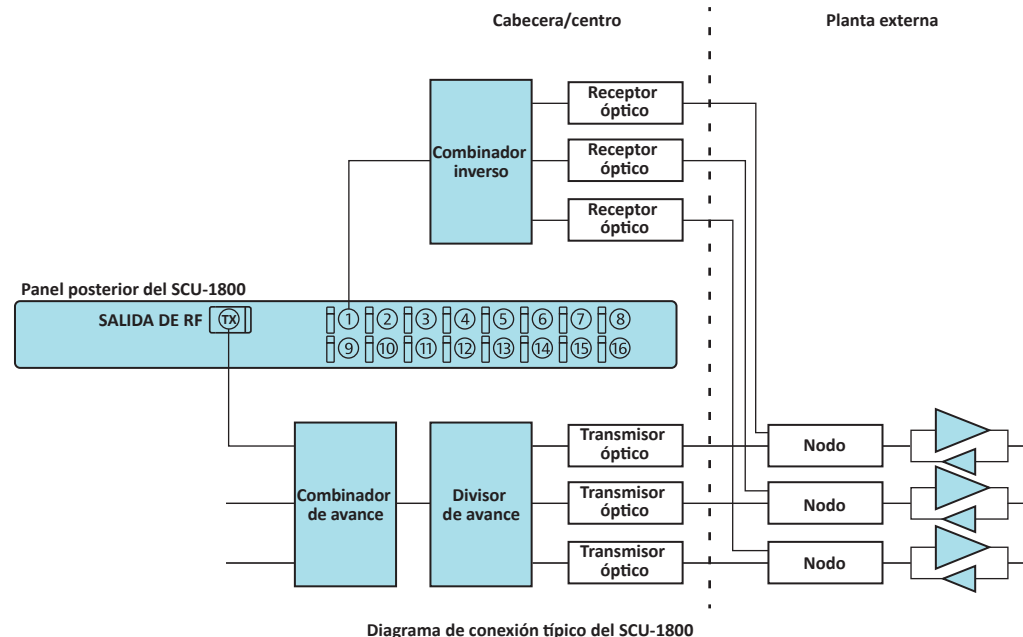 Cabecera/centro
Planta externa
Receptor
óptico
Combinador
inverso
Receptor
óptico
Receptor
óptico
Panel posterior del SCU-1800
SALIDA DE RF TX
1 2 3 4 5 6 7 8
9 10 11 12 13 14 15 16
Combinador
de avance
Divisor
de avance
Transmisor
óptico
Transmisor
óptico
Transmisor
óptico
Nodo
Nodo
Nodo
Diagrama de conexión típico del SCU-1800